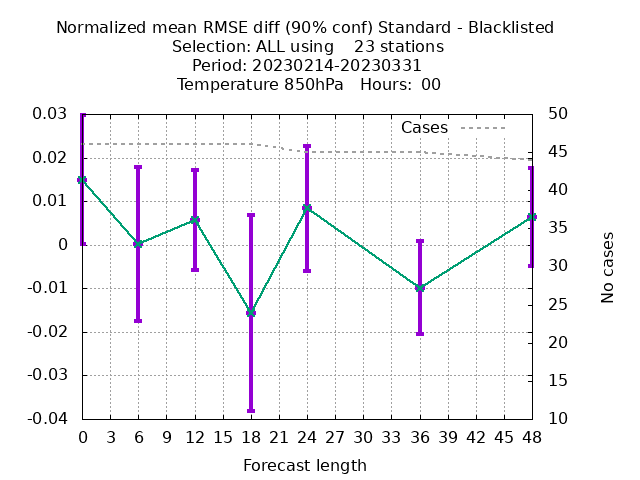 Normalized mean RMSE diff (90% conf) Standard - Blacklisted
Selection: ALL using    23 stations
Period: 20230214-20230331
Temperature 850hPa   Hours:  00
Cases
0.03
0.02
0.01
0
-0.01
-0.02
-0.03
-0.04
50
45
40
35
30
25
20
15
10
No cases
0 3 6 9 12 15 18 21 24 27 30 33 36 39 42 45 48
Forecast length